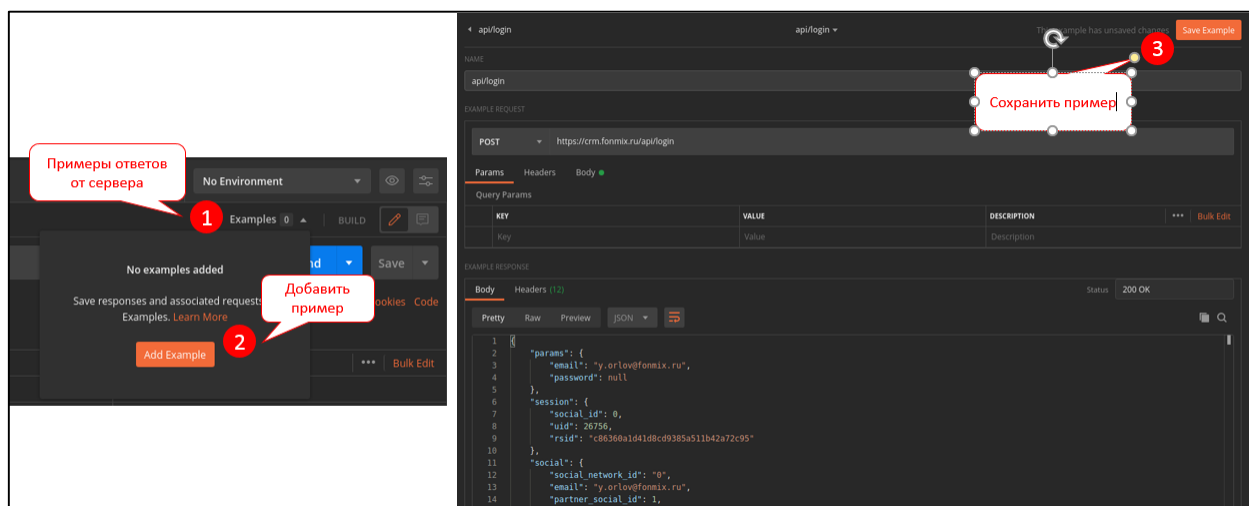 Примеры ответов
от сервера
No Environment
1
Examples 0
BUILD
No examples added
nd
Save
Save responses and associated requests
Examples. Learn More
Добавить
пример
ookies Code
2
Add Example
••• Bulk Edit
api/login
api/login
ample has unsaved changes
Save Example
3
NAME
api/login
Сохранить пример
EXAMPLE REQUEST
POST https://crm.fonmix.ru/api/login
Params Headers Body
Query Params
KEY VALUE DESCRIPTION ••• Bulk Edit
Key Value Description
EXAMPLE RESPONSE
Body Headers (12) Status 200 OK
Pretty Raw Preview JSON
1 {
2 "params": {
3 "email": "y.orlov@fonmix.ru",
4 "password": null
5 },
6 "session": {
7 "social_id": 0,
8 "uid": 26756,
9 "rsid": "c86360a1d41d8cd9385a511b42a72c95"
10 },
11 "social": {
12 "social_network_id": "0",
13 "email": "y.orlov@fonmix.ru",
14 "partner_social_id": 1,